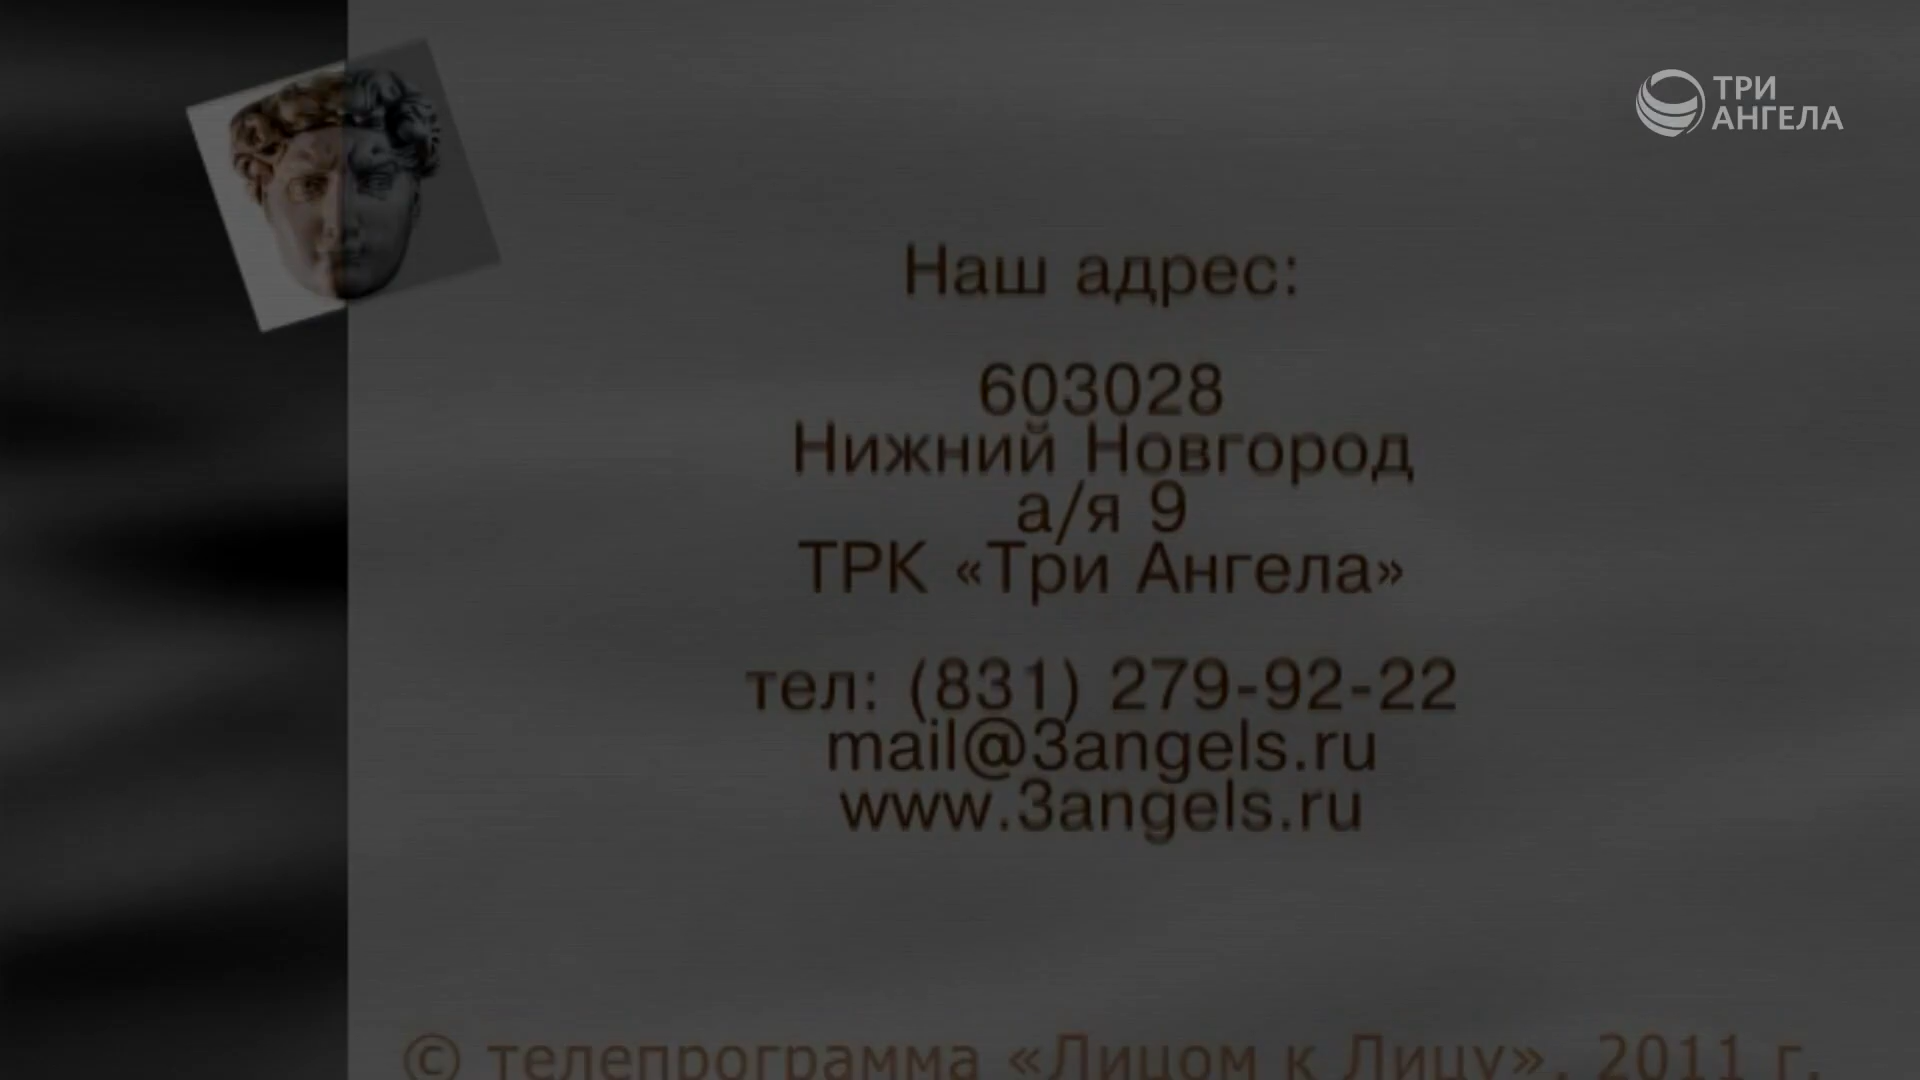 ТРИ
АНГЕЛА
Наш адрес:
603028
Нижний Новгород
а/я 9
ТРК «Три Ангела»
тел: (831) 279-92-22
mail@3angels.ru
www.3angels.ru
© телепрограмма «Лицом к Лицу», 2011 г.